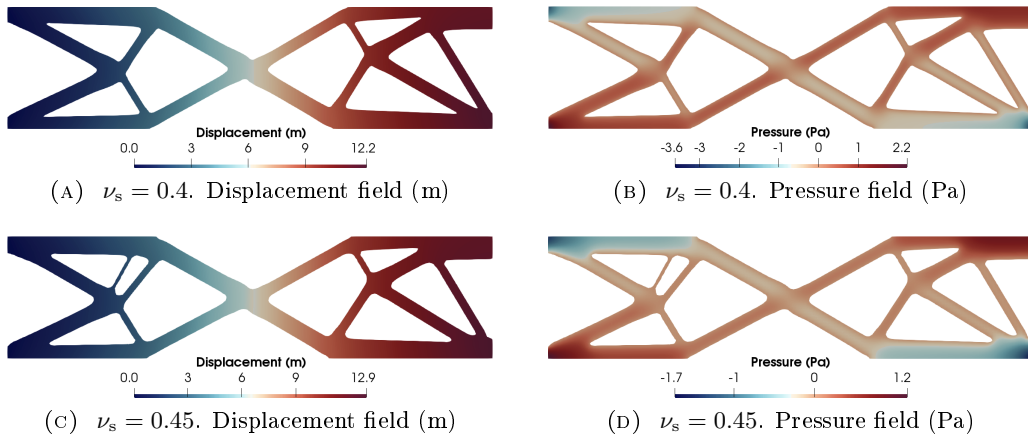 Displacement (m)
0.0 3 6 9 12.2
(A) νs = 0.4. Displacement field (m)
Pressure (Pa)
-3.6 -3 -2 -1 0 1 2.2
(B) νs = 0.4. Pressure field (Pa)
Displacement (m)
0.0 3 6 9 12.9
(C) νs = 0.45. Displacement field (m)
Pressure (Pa)
-1.7 -1 0 1.2
(D) νs = 0.45. Pressure field (Pa)